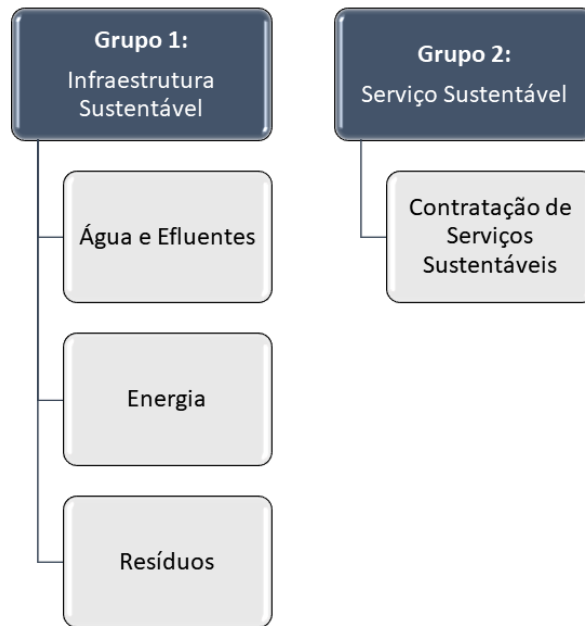 Grupo 1:
Infraestrutura
Sustentável
Água e Efluentes
Energia
Resíduos
Grupo 2:
Serviço Sustentável
Contratação de
Serviços
Sustentáveis